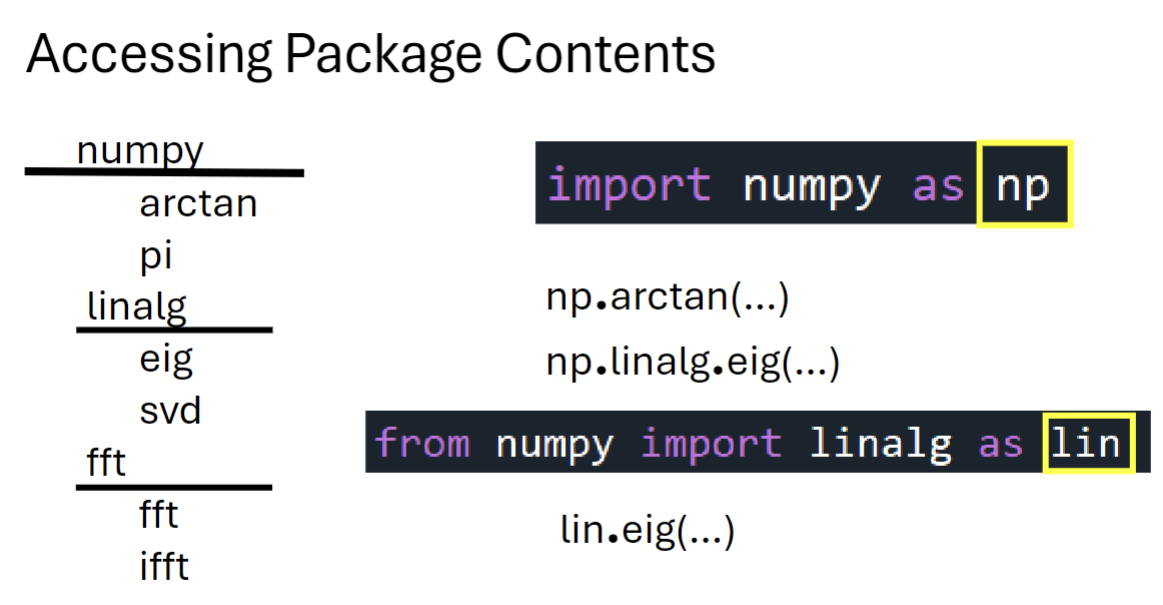 Accessing Package Contents
numpy
arctan
pi
linalg
eig
svd
fft
fft
ifft
import numpy as np
np.arctan(...)
np.linalg.eig(...)
from numpy import linalg as lin
lin.eig(...)